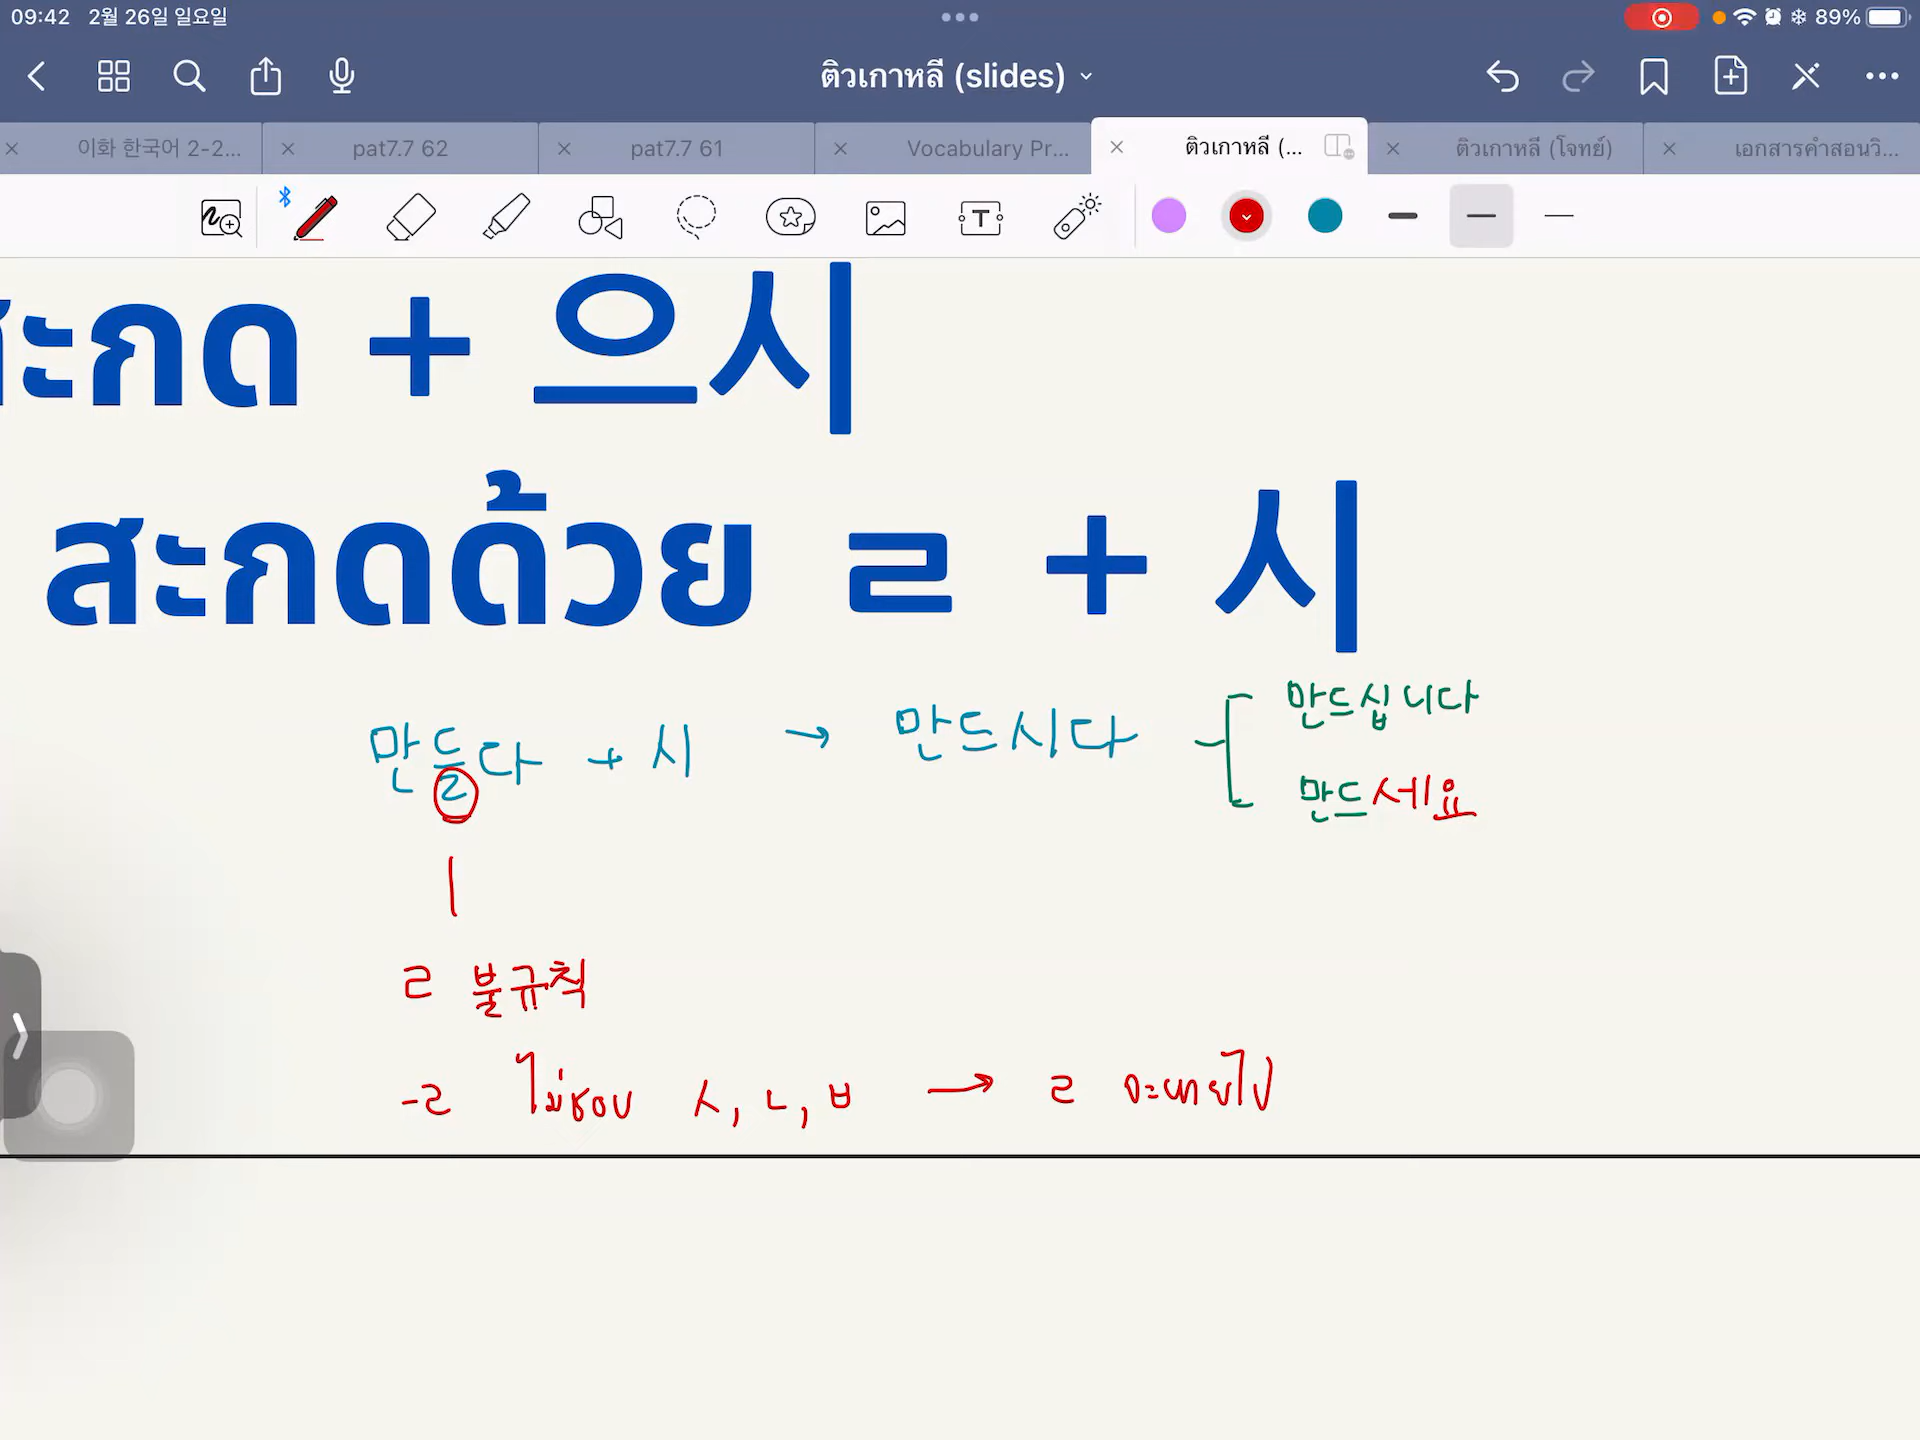 09:42 2월 26일 일요일 89%
ติวเกาหลี (slides)
이화 한국어 2-2... pat7.7 62 pat7.7 61 Vocabulary Pr... ติวเกาหลี (... ติวเกาหลี (โจทย์) เอกสารคำสอนวิ...
สะกด + 으시
สะกดด้วย ㄹ + 시
만들다 + 시 → 만드시다
만드십니다
만드세요
ㄹ 불규칙
-ㄹ ไม่ชอบ ㅅ, ㄴ, ㅂ → ㄹ จะหายไป